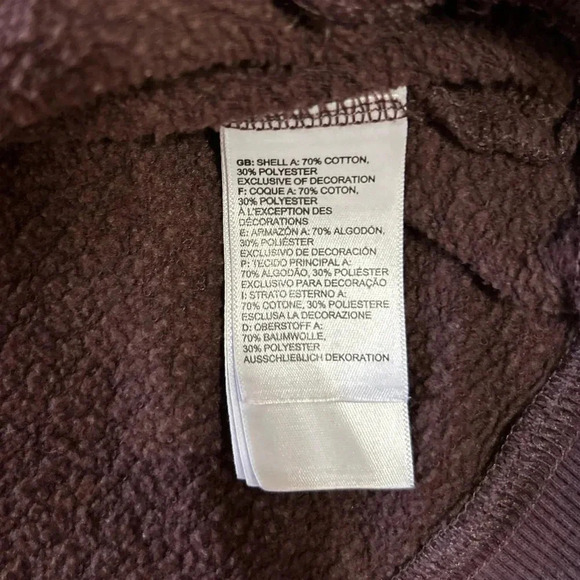 GB: SHELL A: 70% COTTON,
30% POLYESTER
EXCLUSIVE OF DECORATION
F: COQUE A: 70% COTON,
30% POLYESTER
À L'EXCEPTION DES
DÉCORATIONS
E: ARMAZÓN A: 70% ALGODÓN,
30% POLIÉSTER
EXCLUSIVO DE DECORACIÓN
P: TECIDO PRINCIPAL A:
70% ALGODÃO, 30% POLIÉSTER
EXCLUSIVO PARA DECORAÇÃO
I: STRATO ESTERNO A:
70% COTONE, 30% POLIESTERE
ESCLUSA LA DECORAZIONE
D: OBERSTOFF A:
70% BAUMWOLLE,
30% POLYESTER
AUSSCHLIEßLICH DEKORATION